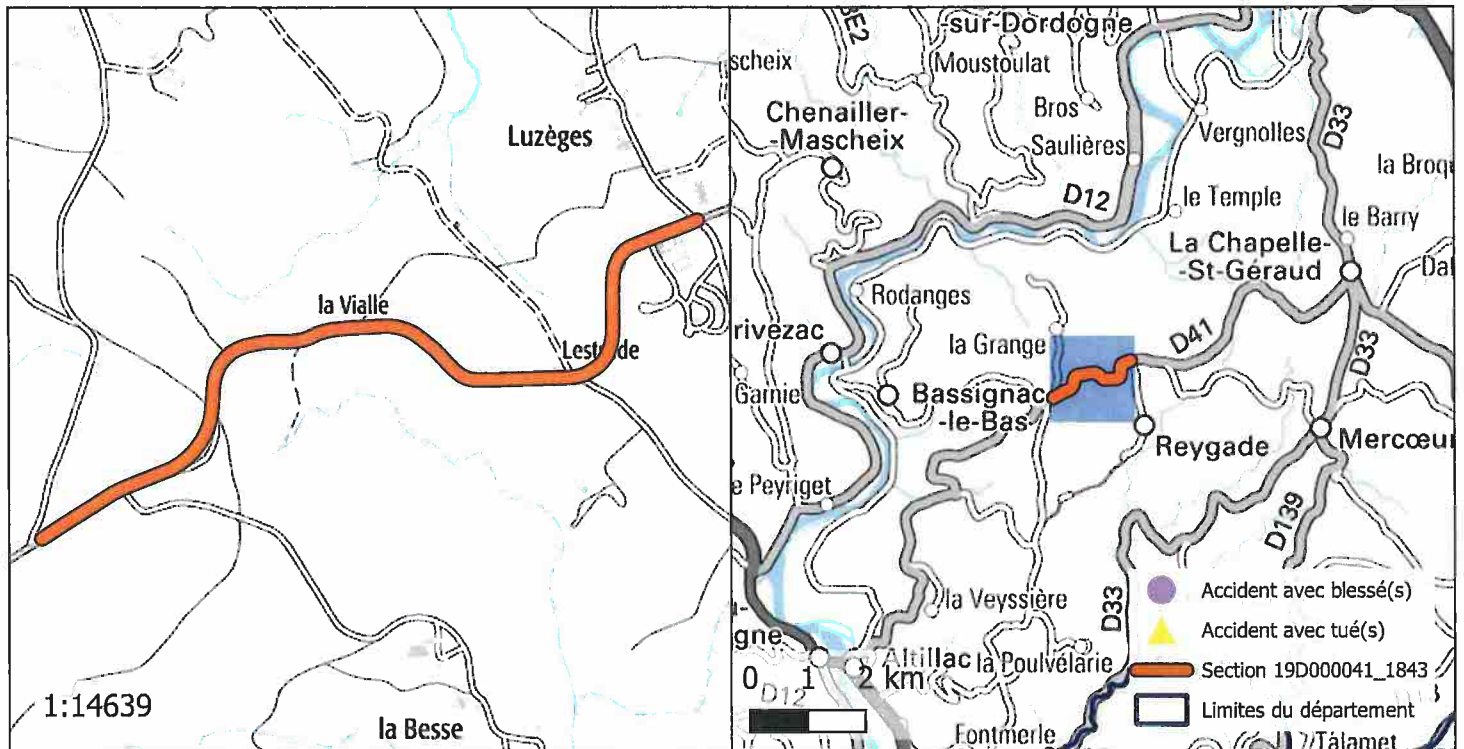 Luzèges
la Vialle
la Besse
1:14639
-sur-Dordogne
scheix
Moustoulat
Bros
Chenailler-
-Mascheix
Saulières
Vergnolles
D33
la Broq
D12
le Temple
le Barry
La Chapelle-
-St-Géraud
Dal
Rodanges
rivezac
la Grange
D41
D33
Garnie
Bassignac
-le-Bas
Reygade
Mercœur
e Peyriget
D139
la Veyssière
D33
gne
Altillac
la Poulvélarie
0 1 2 km
D12
Fontmerle
Accident avec blessé(s)
Accident avec tué(s)
Section 19D000041_1843
Limites du département